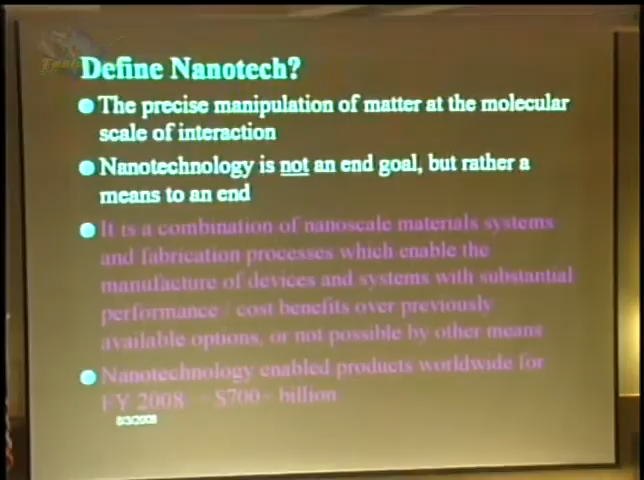 Define Nanotech?
The precise manipulation of matter at the molecular
scale of interaction
Nanotechnology is not an end goal, but rather a
means to an end
It is a combination of nanoscale materials systems
and fabrication processes which enable the
manufacture of devices and systems with substantial
performance / cost benefits over previously
available options, or not possible by other means
Nanotechnology enabled products worldwide for
FY 2008 $700+ billion